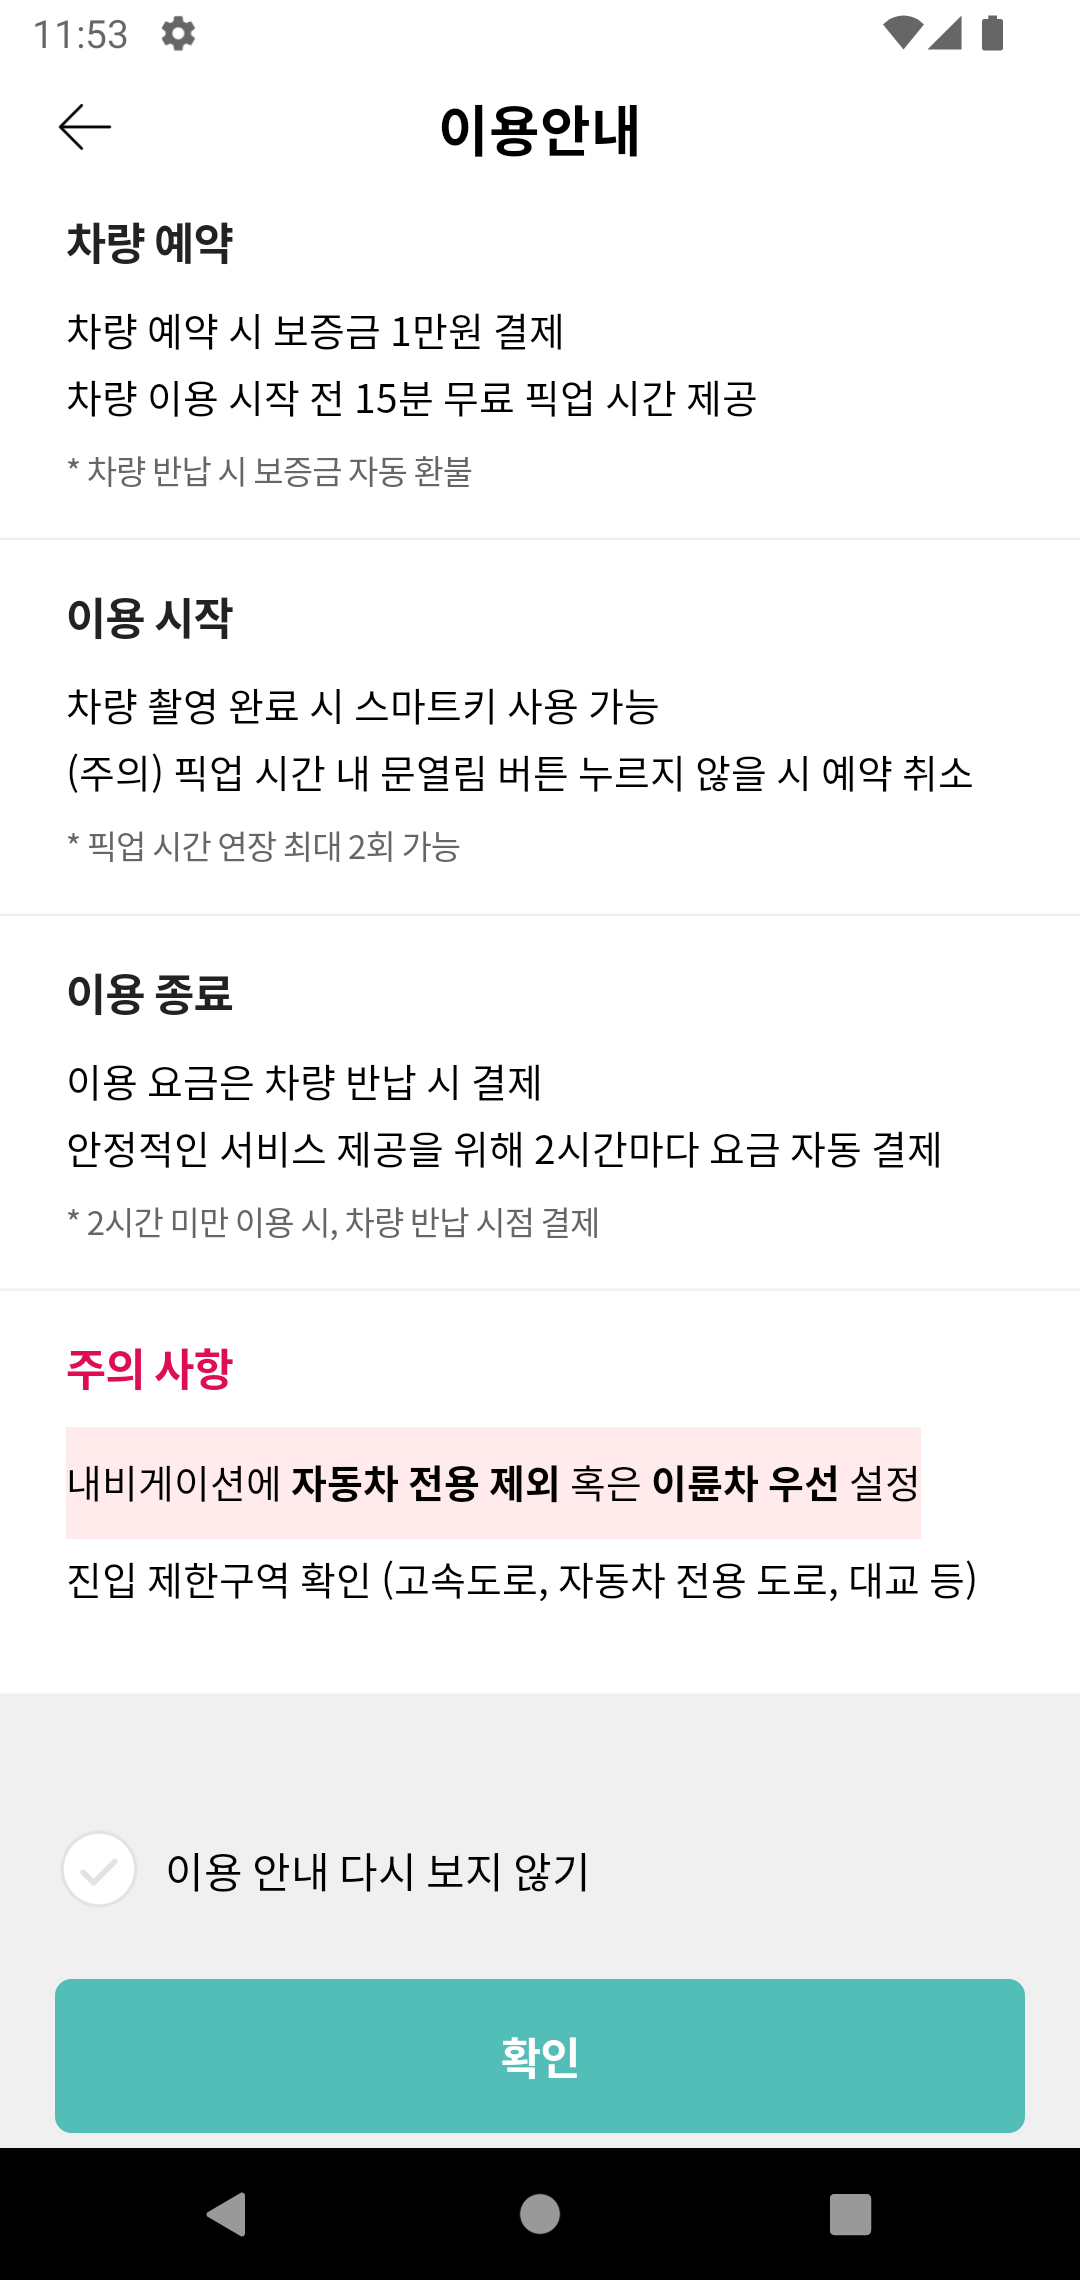 11:53
이용안내
차량 예약
차량 예약 시 보증금 1만원 결제
차량 이용 시작 전 15분 무료 픽업 시간 제공
* 차량 반납 시 보증금 자동 환불
이용 시작
차량 촬영 완료 시 스마트키 사용 가능
(주의) 픽업 시간 내 문열림 버튼 누르지 않을 시 예약 취소
* 픽업 시간 연장 최대 2회 가능
이용 종료
이용 요금은 차량 반납 시 결제
안정적인 서비스 제공을 위해 2시간마다 요금 자동 결제
* 2시간 미만 이용 시, 차량 반납 시점 결제
주의 사항
내비게이션에 자동차 전용 제외 혹은 이륜차 우선 설정
진입 제한구역 확인 (고속도로, 자동차 전용 도로, 대교 등)
이용 안내 다시 보지 않기
확인